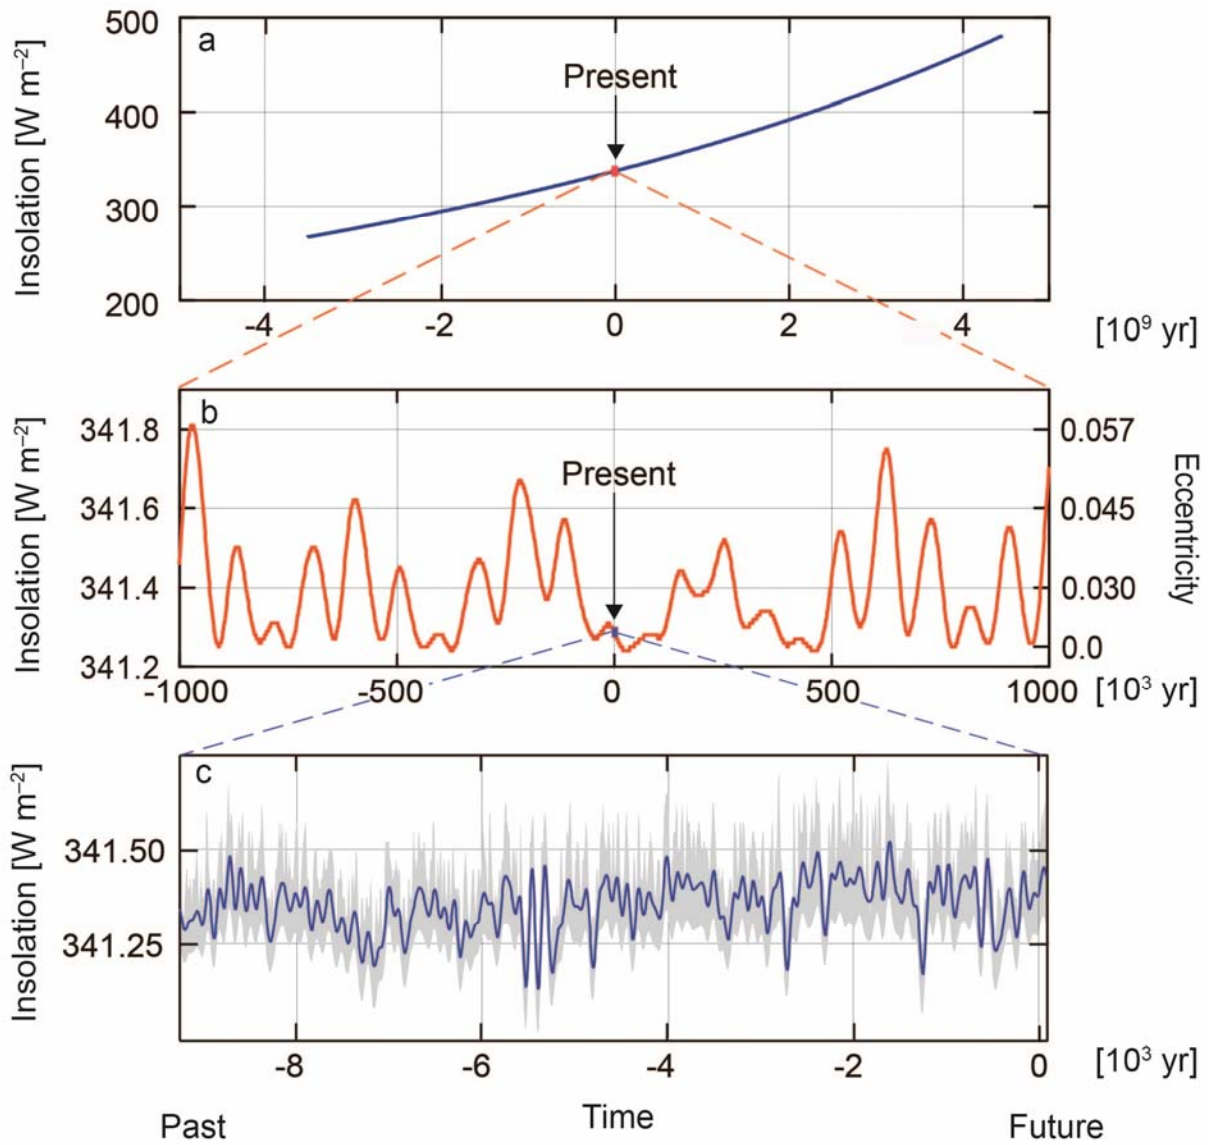 500
a
Present
400
300
200
Insolation [W m⁻²]
-4 -2 0 2 4 [10⁹ yr]
b
341.8 0.057
Present
341.6 0.045
341.4 0.030
0.0
341.2
Insolation [W m⁻²]
Eccentricity
-1000 -500 0 500 1000 [10³ yr]
c
341.50
341.25
Insolation [W m⁻²]
-8 -6 -4 -2 0 [10³ yr]
Past Time Future